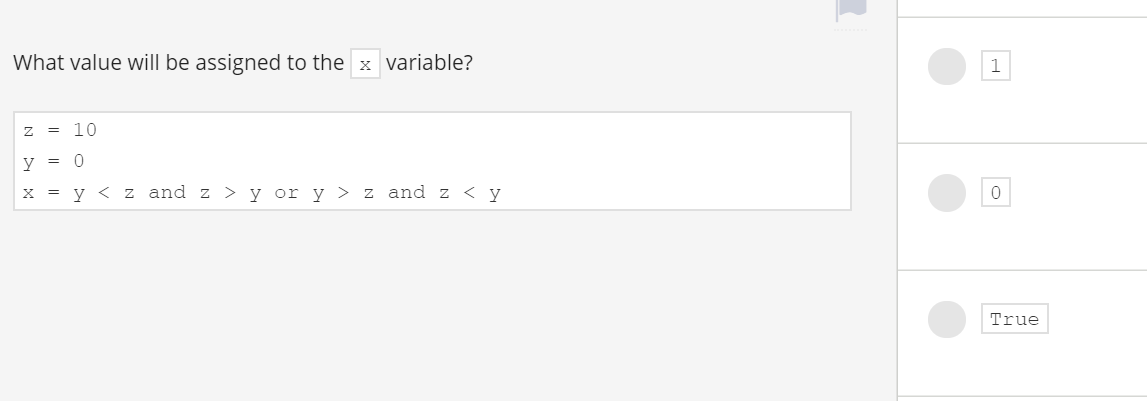 What value will be assigned to the x variable?
z = 10
y = 0
x = y < z and z > y or y > z and z < y
1
0
True